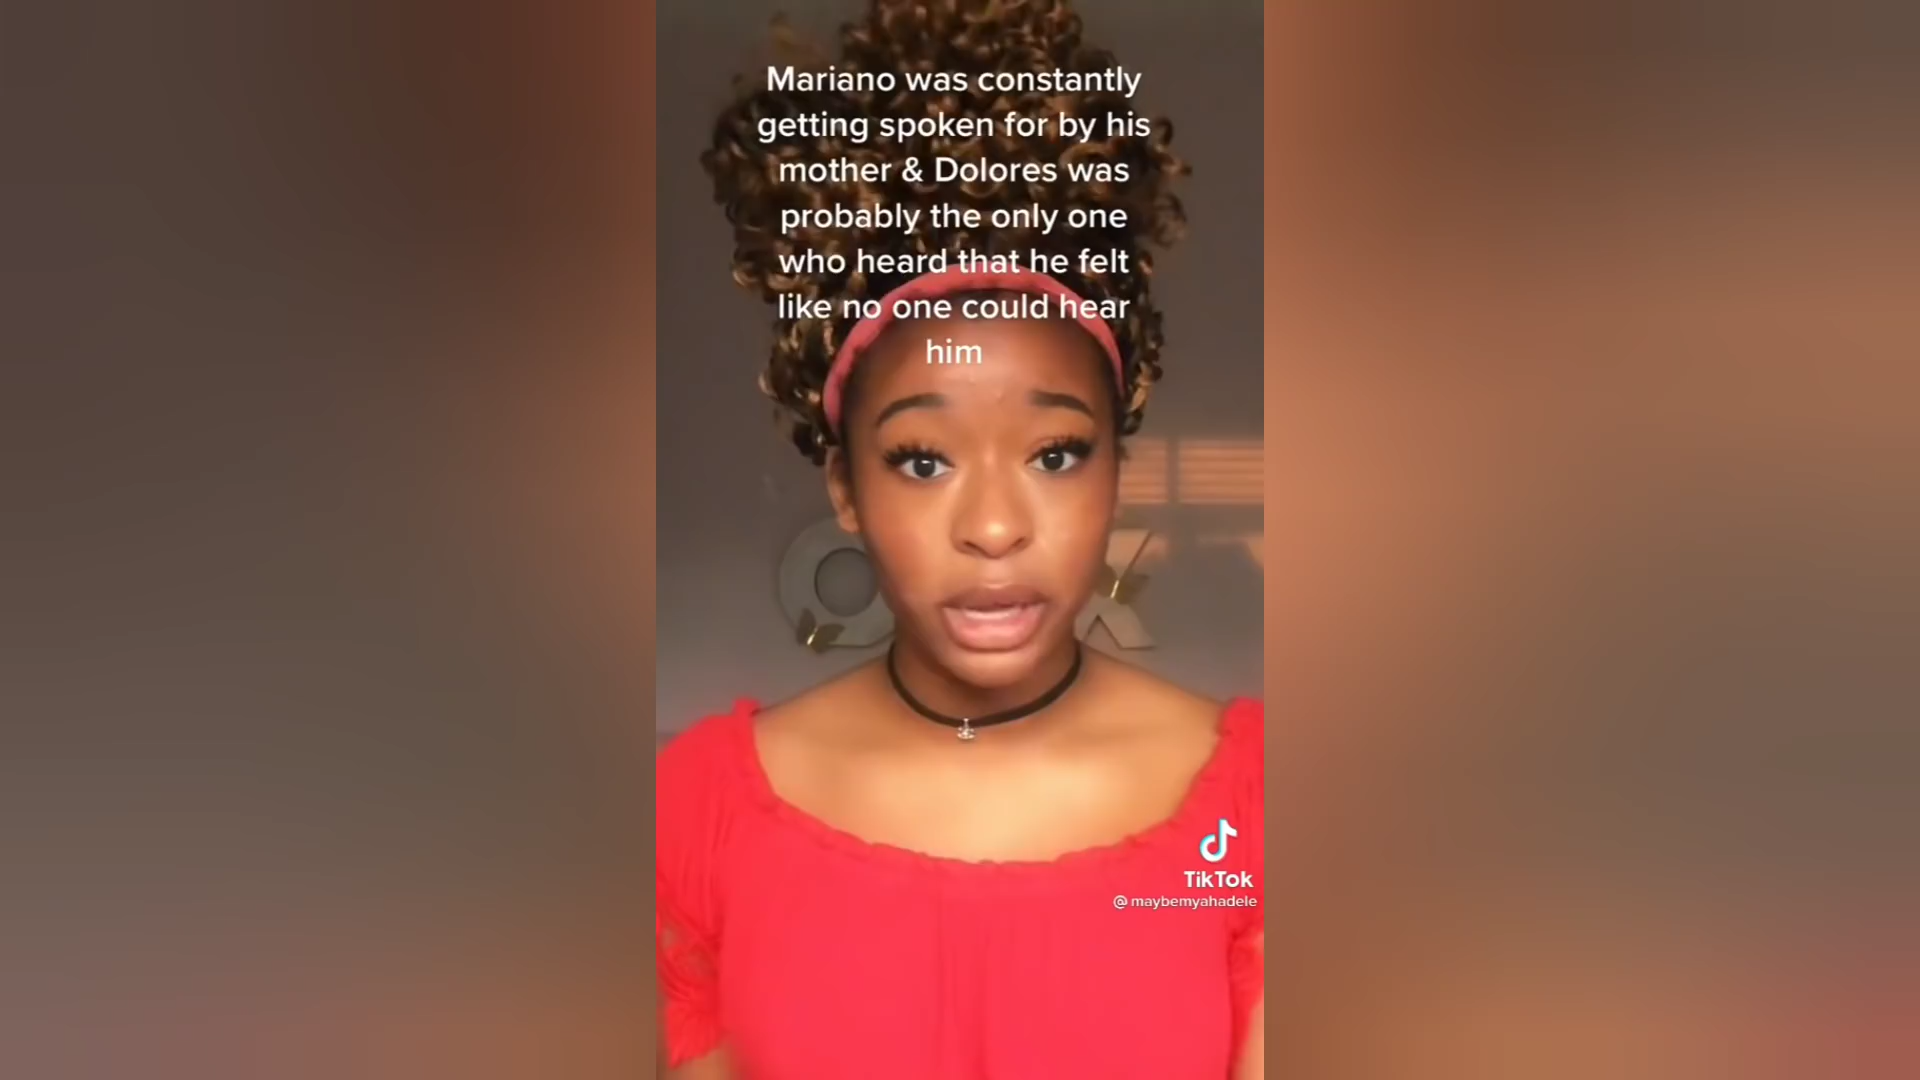 Mariano was constantly
getting spoken for by his
mother & Dolores was
probably the only one
who heard that he felt
like no one could hear
him
TikTok
@maybemyahadele